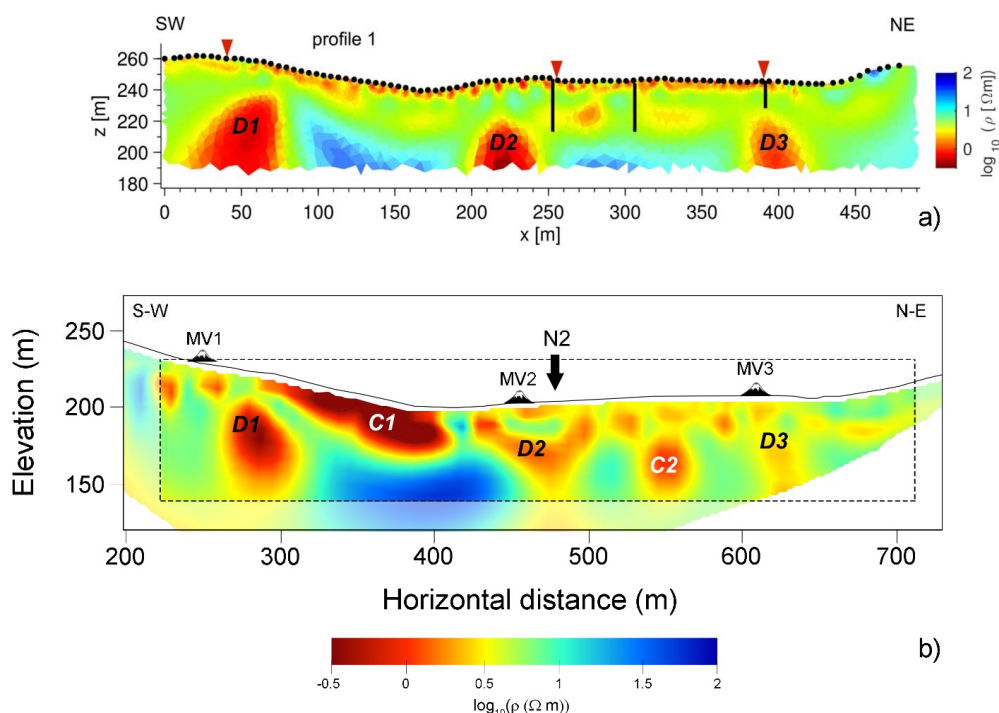 SW
profile 1
NE
260
240
220
200
180
z [m]
D1
D2
D3
0
50
100
150
200
250
300
350
400
450
x [m]
2
1
0
log10 (ρ [Ωm])
a)
S-W
N-E
MV1
N2
MV2
MV3
250
200
150
Elevation (m)
D1
C1
D2
C2
D3
200
300
400
500
600
700
Horizontal distance (m)
-0.5
0
0.5
1
1.5
2
log10(ρ (Ω m))
b)